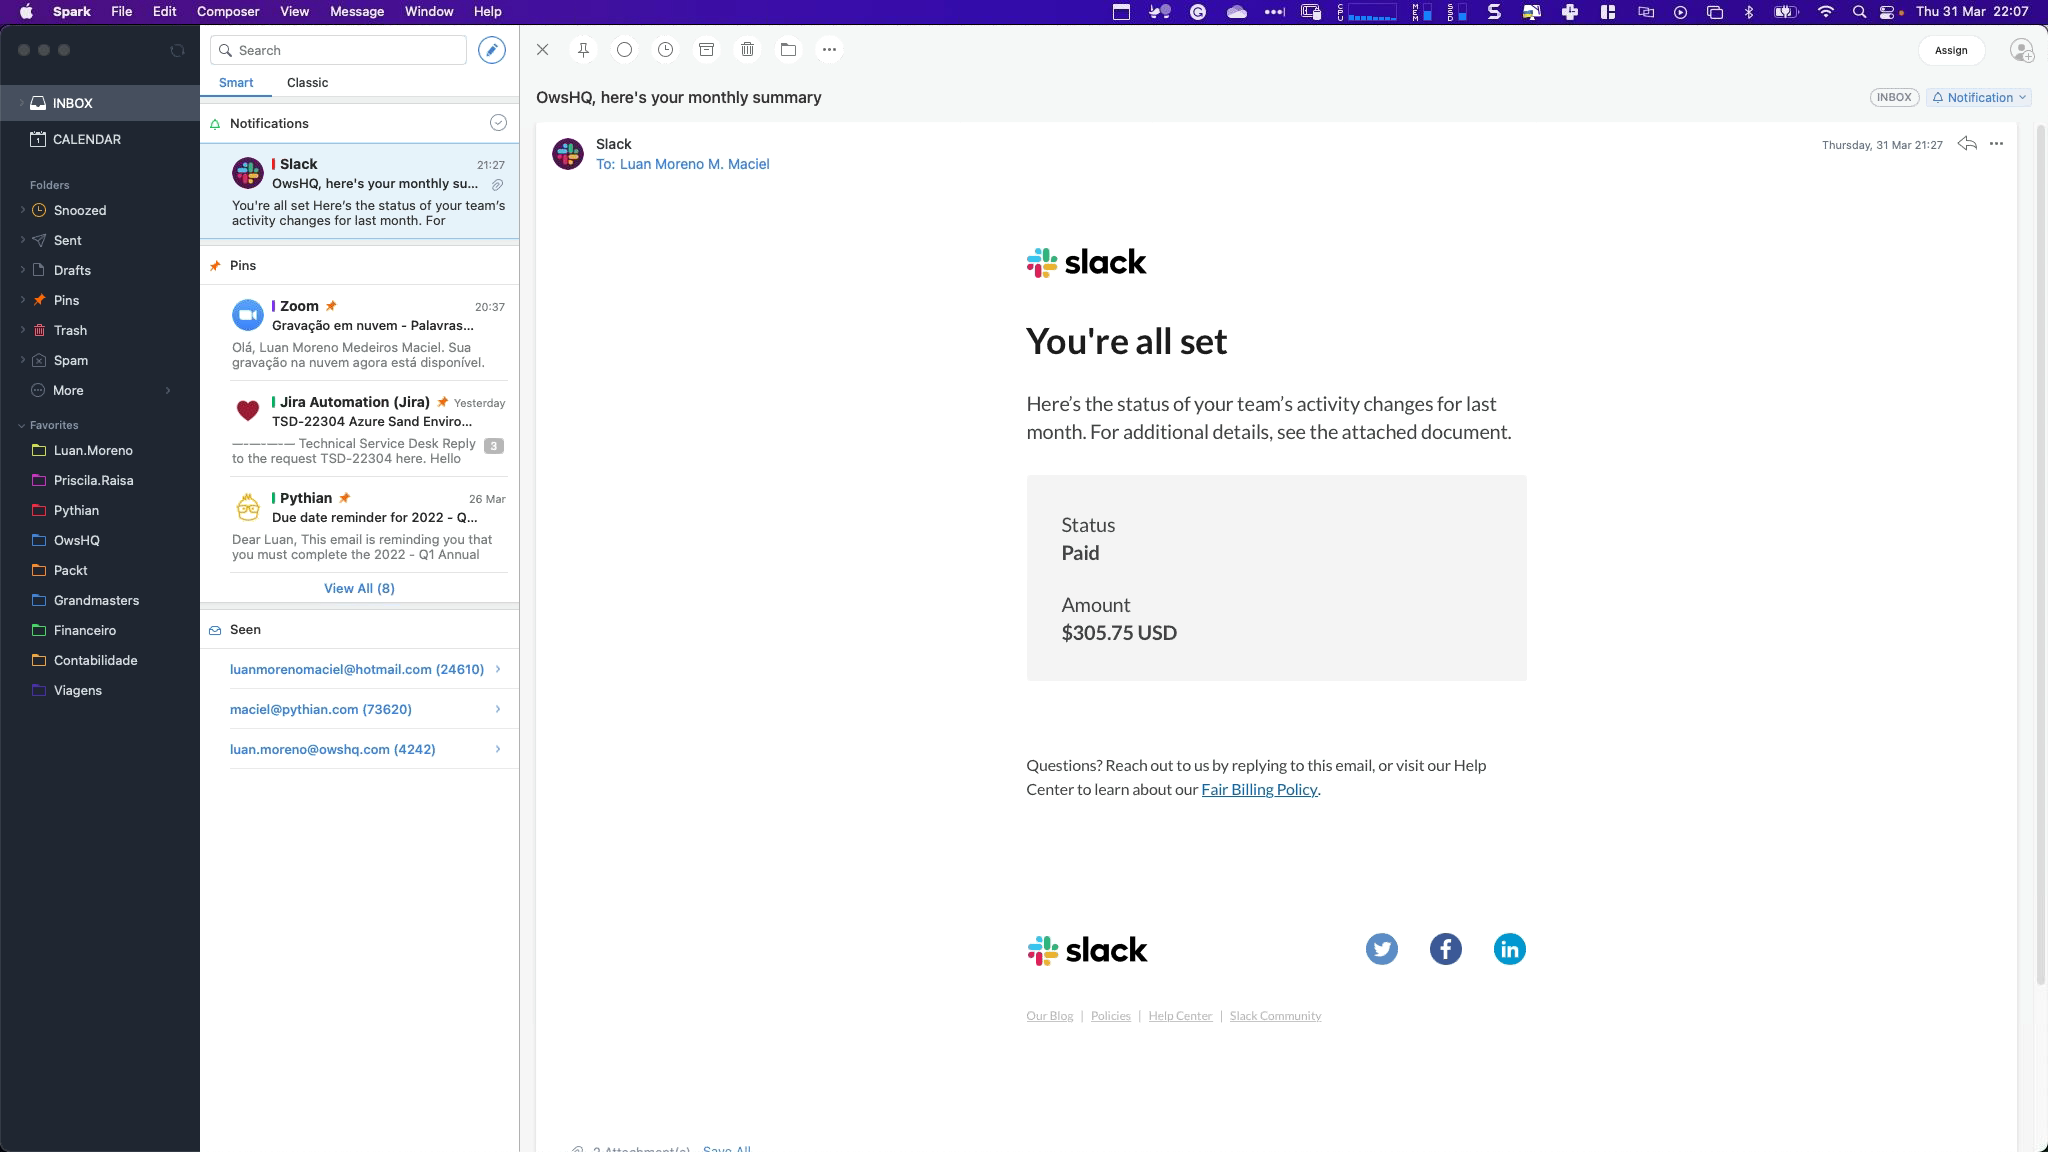 Spark File Edit Composer View Message Window Help
Thu 31 Mar 22:07
INBOX
CALENDAR
Folders
Snoozed
Sent
Drafts
Pins
Trash
Spam
More
Favorites
Luan.Moreno
Priscila.Raisa
Pythian
OwsHQ
Packt
Grandmasters
Financeiro
Contabilidade
Viagens
Search
Smart Classic
Notifications
Slack 21:27
OwsHQ, here's your monthly su...
You're all set Here’s the status of your team’s
activity changes for last month. For
Pins
Zoom 20:37
Gravação em nuvem - Palavras...
Olá, Luan Moreno Medeiros Maciel. Sua
gravação na nuvem agora está disponível.
Jira Automation (Jira) Yesterday
TSD-22304 Azure Sand Enviro...
—-—-—-— Technical Service Desk Reply
to the request TSD-22304 here. Hello
3
Pythian 26 Mar
Due date reminder for 2022 - Q...
Dear Luan, This email is reminding you that
you must complete the 2022 - Q1 Annual
View All (8)
Seen
luanmorenomaciel@hotmail.com (24610)
maciel@pythian.com (73620)
luan.moreno@owshq.com (4242)
Assign
OwsHQ, here's your monthly summary
INBOX Notification
Slack
To: Luan Moreno M. Maciel
Thursday, 31 Mar 21:27
slack
You're all set
Here’s the status of your team’s activity changes for last
month. For additional details, see the attached document.
Status
Paid
Amount
$305.75 USD
Questions? Reach out to us by replying to this email, or visit our Help
Center to learn about our Fair Billing Policy.
slack
Our Blog | Policies | Help Center | Slack Community
2 Attachment(s) Save All